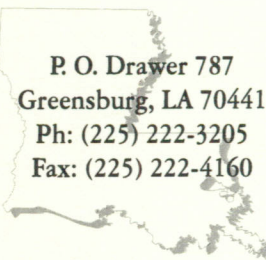 P. O. Drawer 787
Greensburg, LA 70441
Ph: (225) 222-3205
Fax: (225) 222-4160